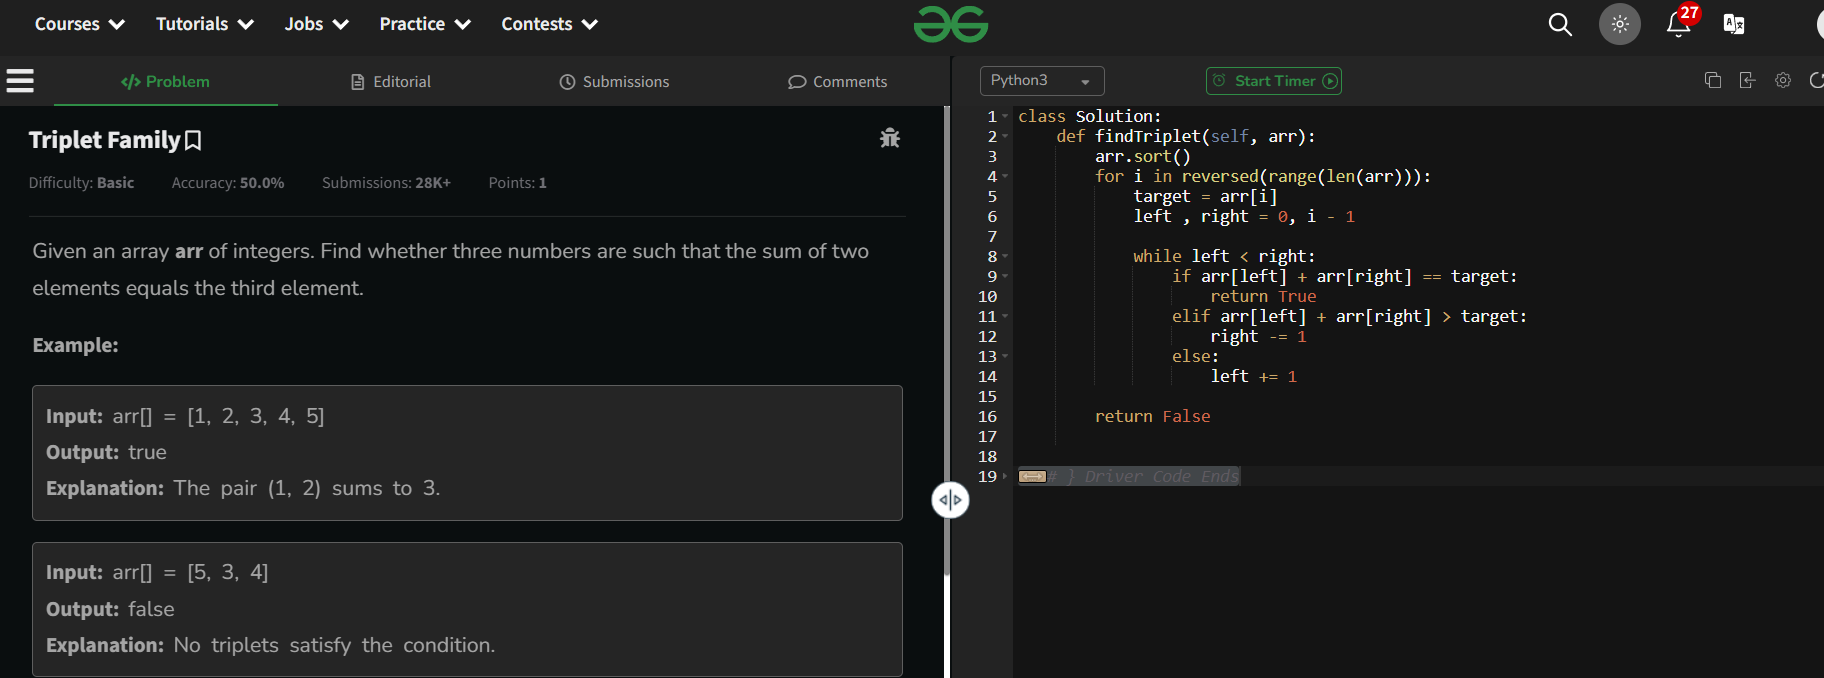 Courses Tutorials Jobs Practice Contests
27
Problem Editorial Submissions Comments
Triplet Family
Difficulty: Basic Accuracy: 50.0% Submissions: 28K+ Points: 1
Given an array arr of integers. Find whether three numbers are such that the sum of two
elements equals the third element.
Example:
Input: arr[] = [1, 2, 3, 4, 5]
Output: true
Explanation: The pair (1, 2) sums to 3.
Input: arr[] = [5, 3, 4]
Output: false
Explanation: No triplets satisfy the condition.
Python3 Start Timer
1 class Solution:
2 def findTriplet(self, arr):
3 arr.sort()
4 for i in reversed(range(len(arr))):
5 target = arr[i]
6 left , right = 0, i - 1
7
8 while left < right:
9 if arr[left] + arr[right] == target:
10 return True
11 elif arr[left] + arr[right] > target:
12 right -= 1
13 else:
14 left += 1
15
16 return False
17
18
19 # } Driver Code Ends